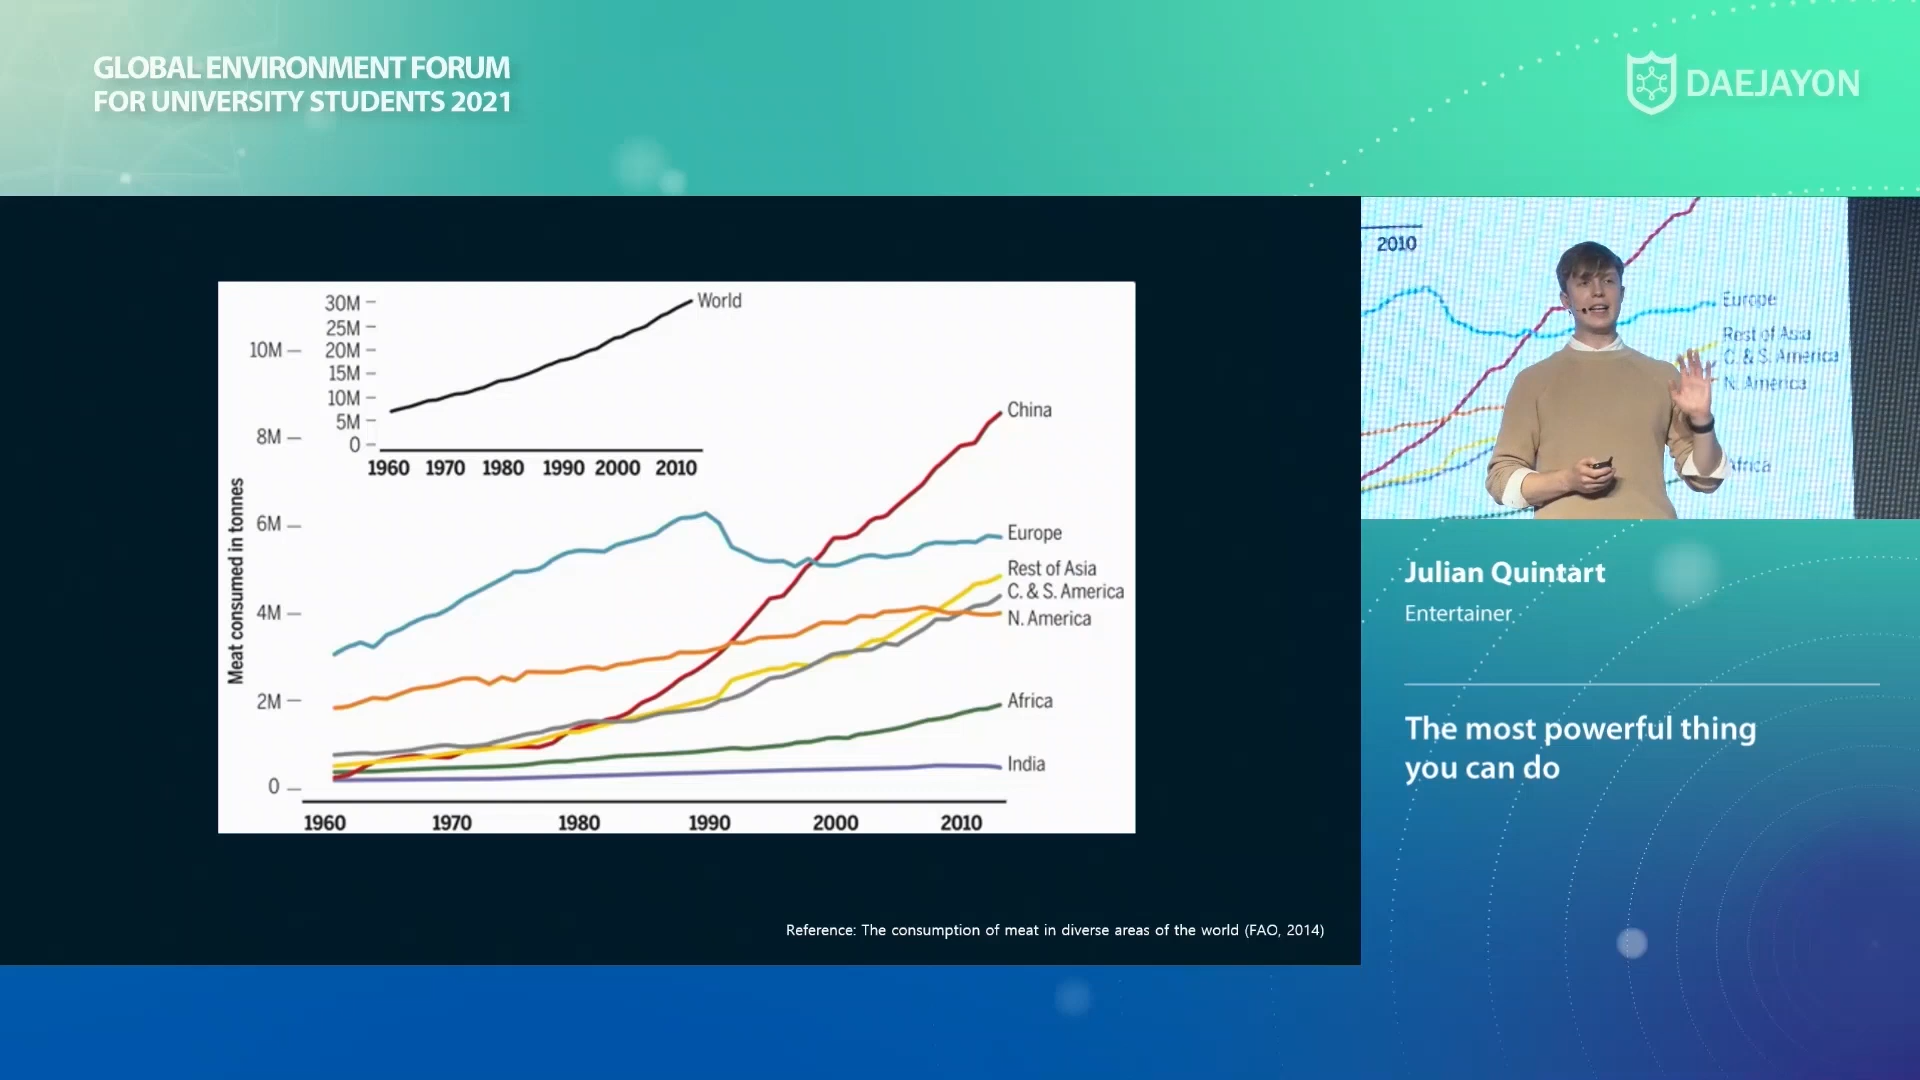 GLOBAL ENVIRONMENT FORUM
FOR UNIVERSITY STUDENTS 2021
DAEJAYON
30M
25M
20M
15M
10M
5M
0
World
1960 1970 1980 1990 2000 2010
Meat consumed in tonnes
10M
8M
6M
4M
2M
0
China
Europe
Rest of Asia
C. & S. America
N. America
Africa
India
1960 1970 1980 1990 2000 2010
Reference: The consumption of meat in diverse areas of the world (FAO, 2014)
2010
Europe
Rest of Asia
C. & S. America
N. America
Africa
Julian Quintart
Entertainer
The most powerful thing
you can do